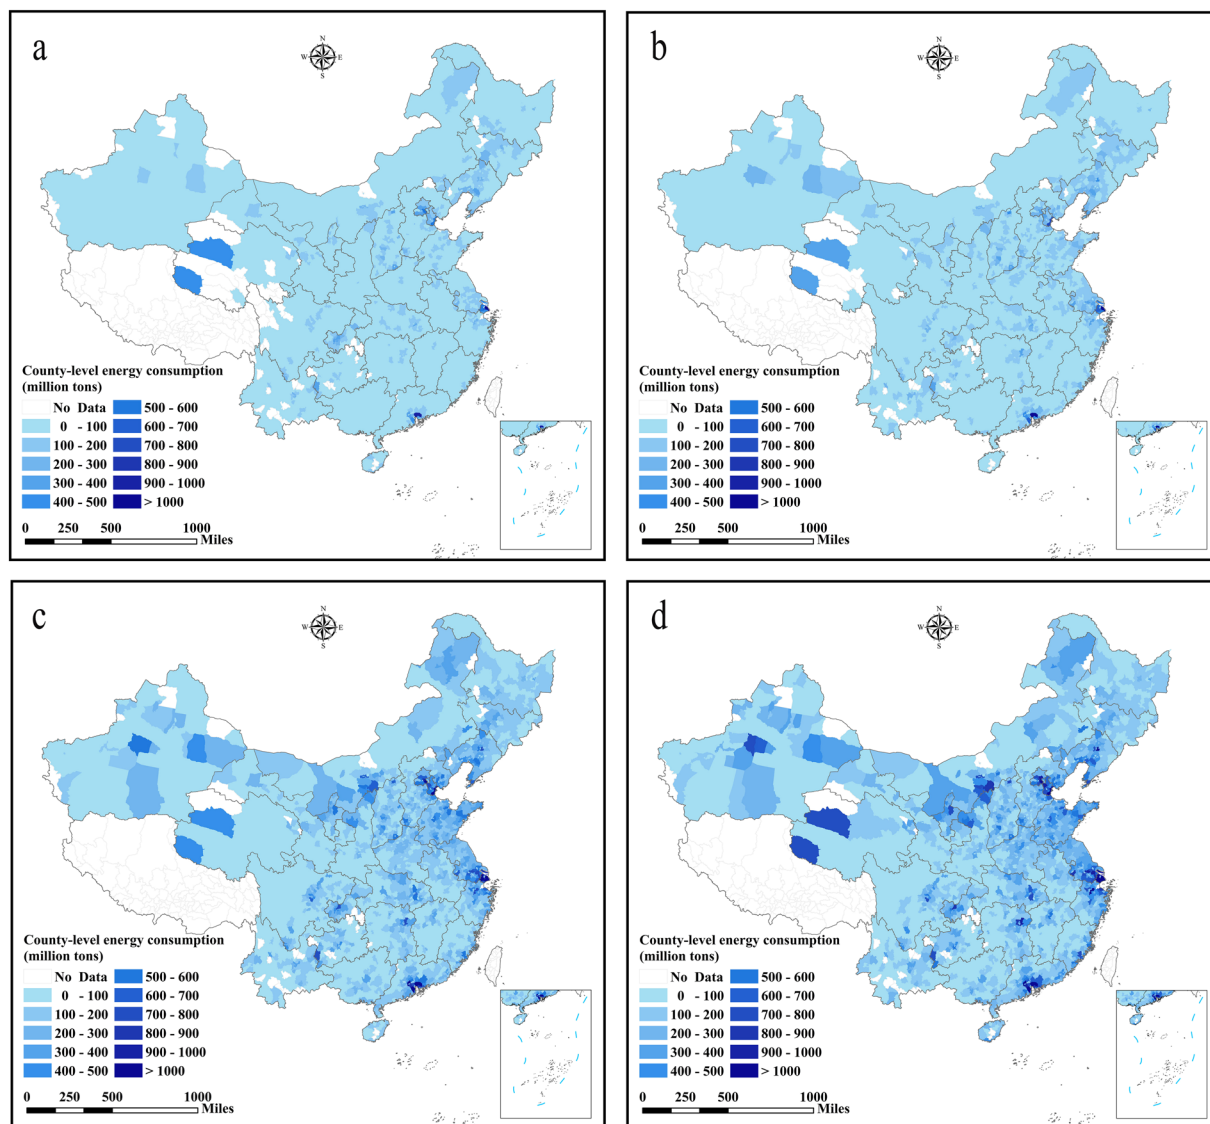 a
N
W E
S
County-level energy consumption
(million tons)
No Data 500 - 600
0 - 100 600 - 700
100 - 200 700 - 800
200 - 300 800 - 900
300 - 400 900 - 1000
400 - 500 > 1000
0 250 500 1000
Miles
b
N
W E
S
County-level energy consumption
(million tons)
No Data 500 - 600
0 - 100 600 - 700
100 - 200 700 - 800
200 - 300 800 - 900
300 - 400 900 - 1000
400 - 500 > 1000
0 250 500 1000
Miles
c
N
W E
S
County-level energy consumption
(million tons)
No Data 500 - 600
0 - 100 600 - 700
100 - 200 700 - 800
200 - 300 800 - 900
300 - 400 900 - 1000
400 - 500 > 1000
0 250 500 1000
Miles
d
N
W E
S
County-level energy consumption
(million tons)
No Data 500 - 600
0 - 100 600 - 700
100 - 200 700 - 800
200 - 300 800 - 900
300 - 400 900 - 1000
400 - 500 > 1000
0 250 500 1000
Miles